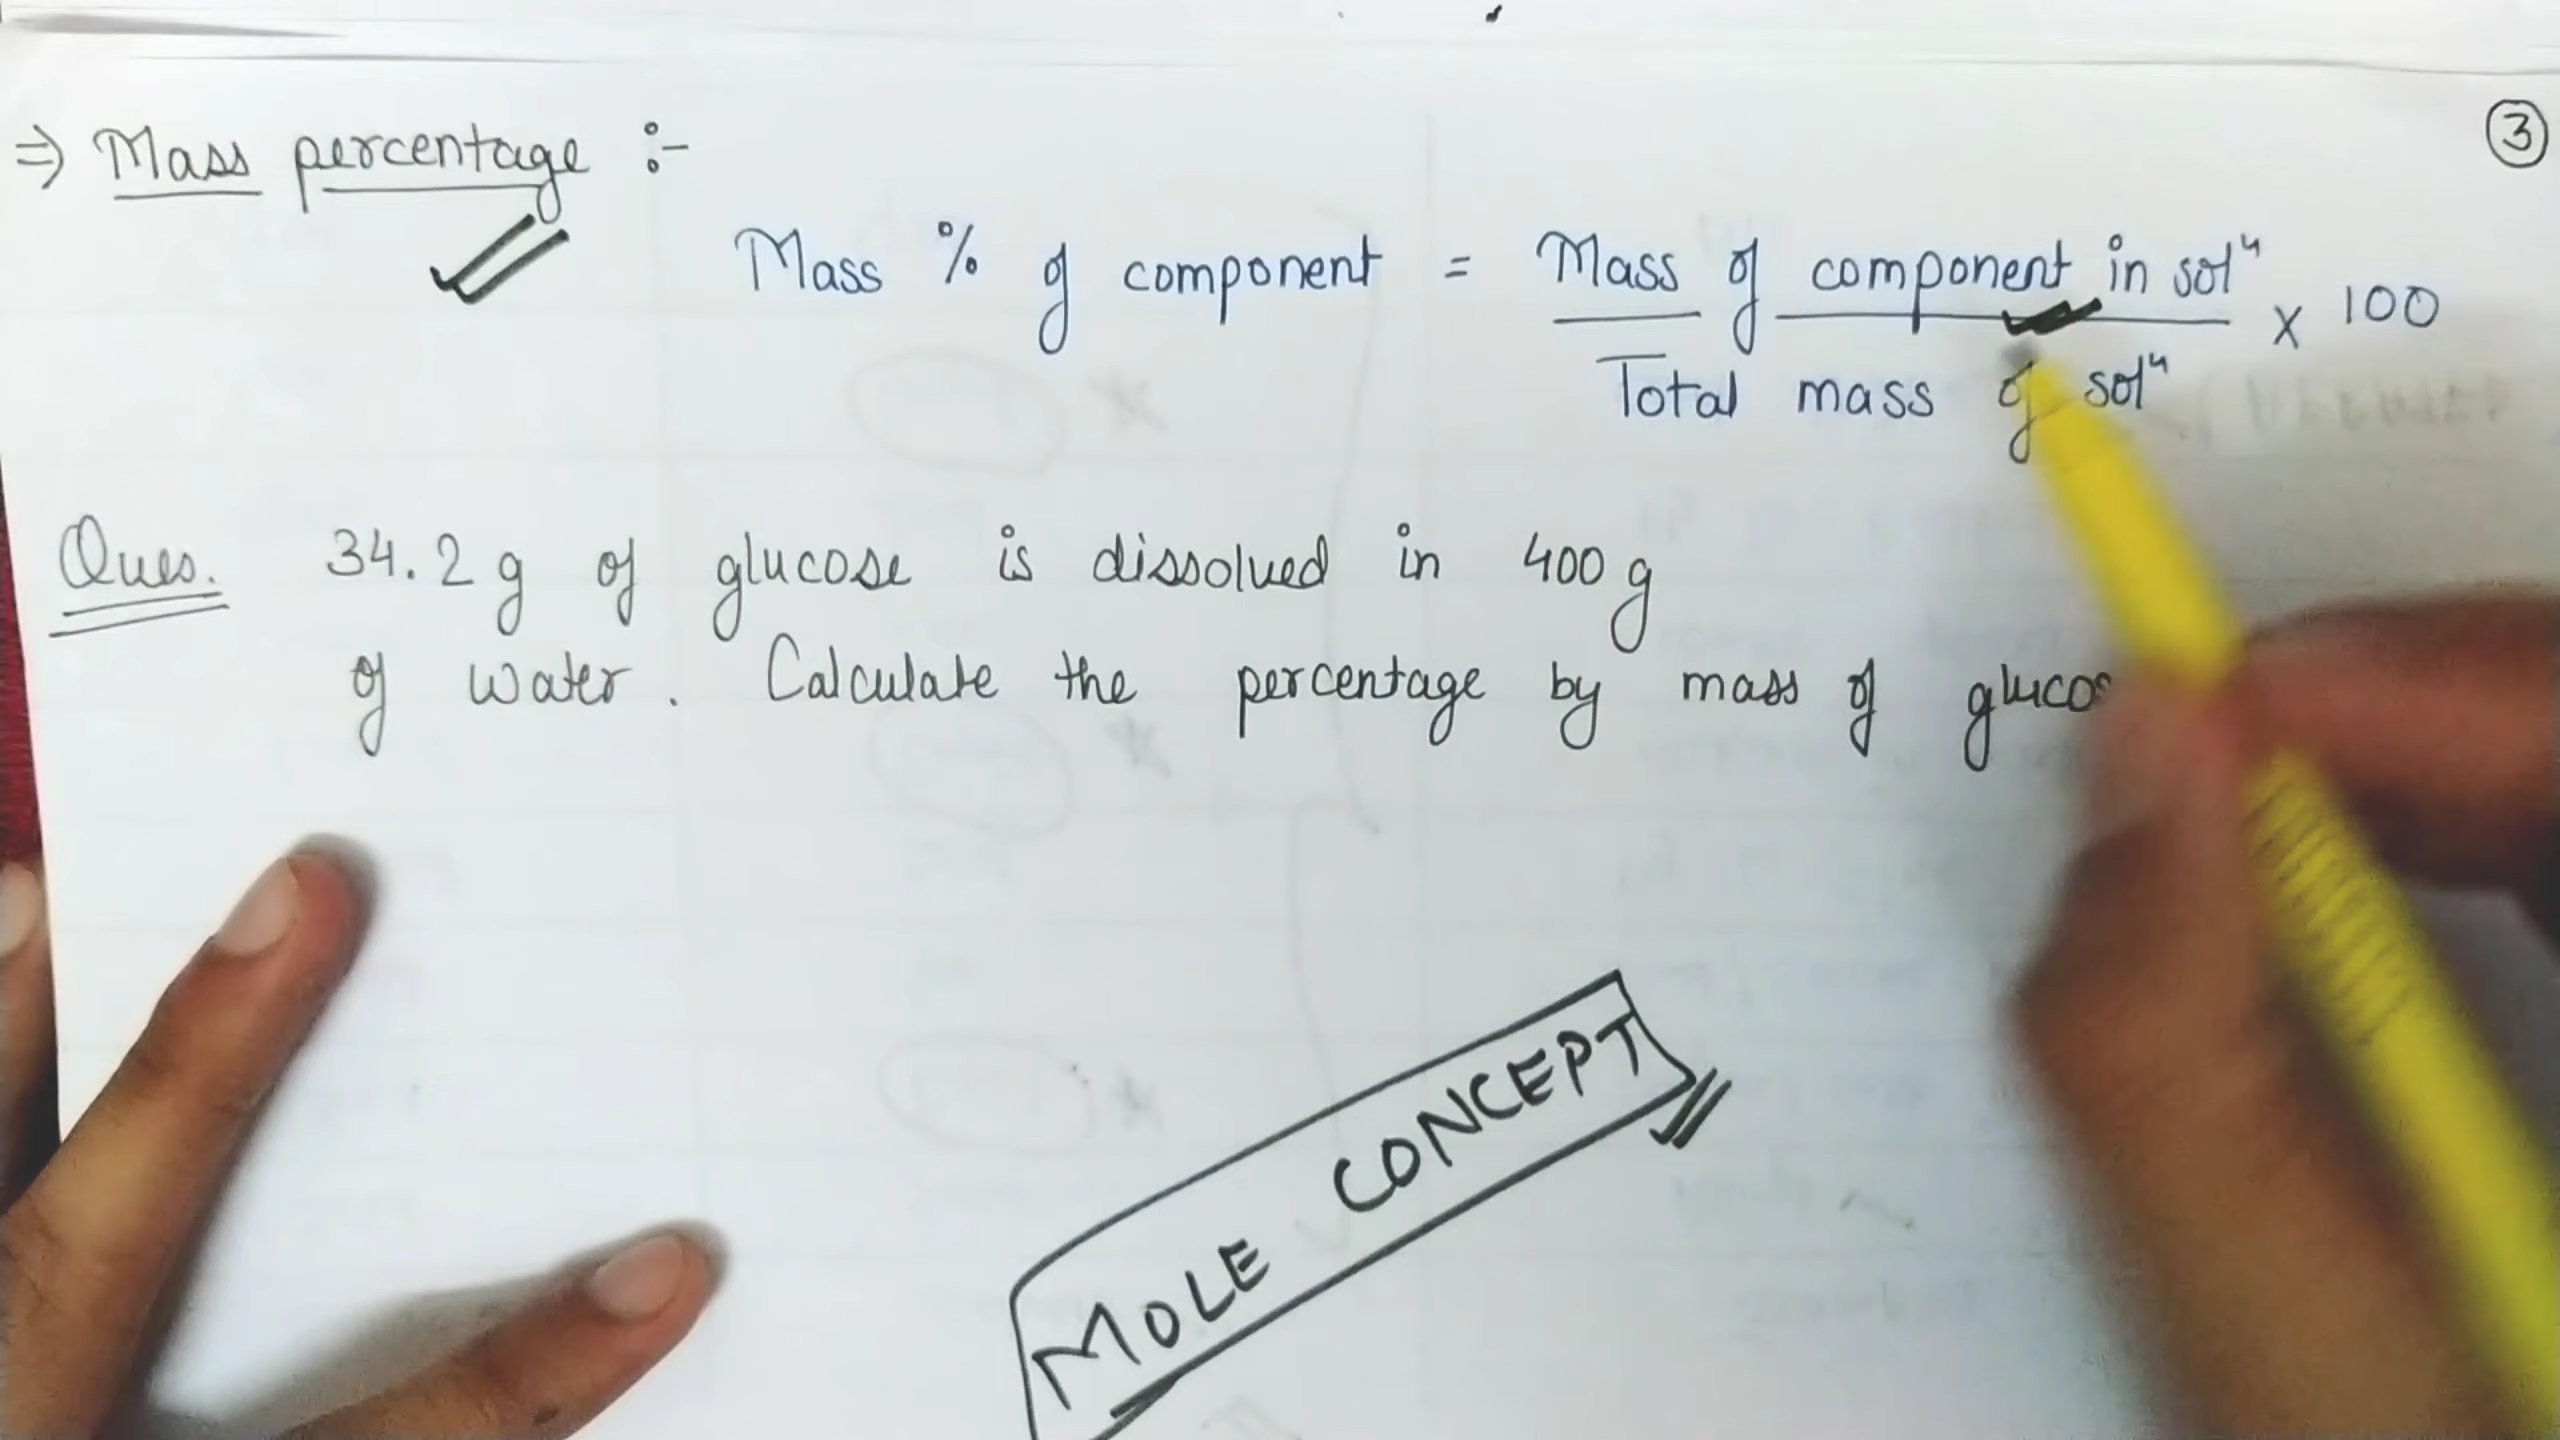 ③
⇒ Mass percentage :-
Mass % of component = Mass of component in solⁿ × 100
Total mass of solⁿ
Ques. 34.2 g of glucose is dissolved in 400 g
of water. Calculate the percentage by mass of glucos
MOLE CONCEPT